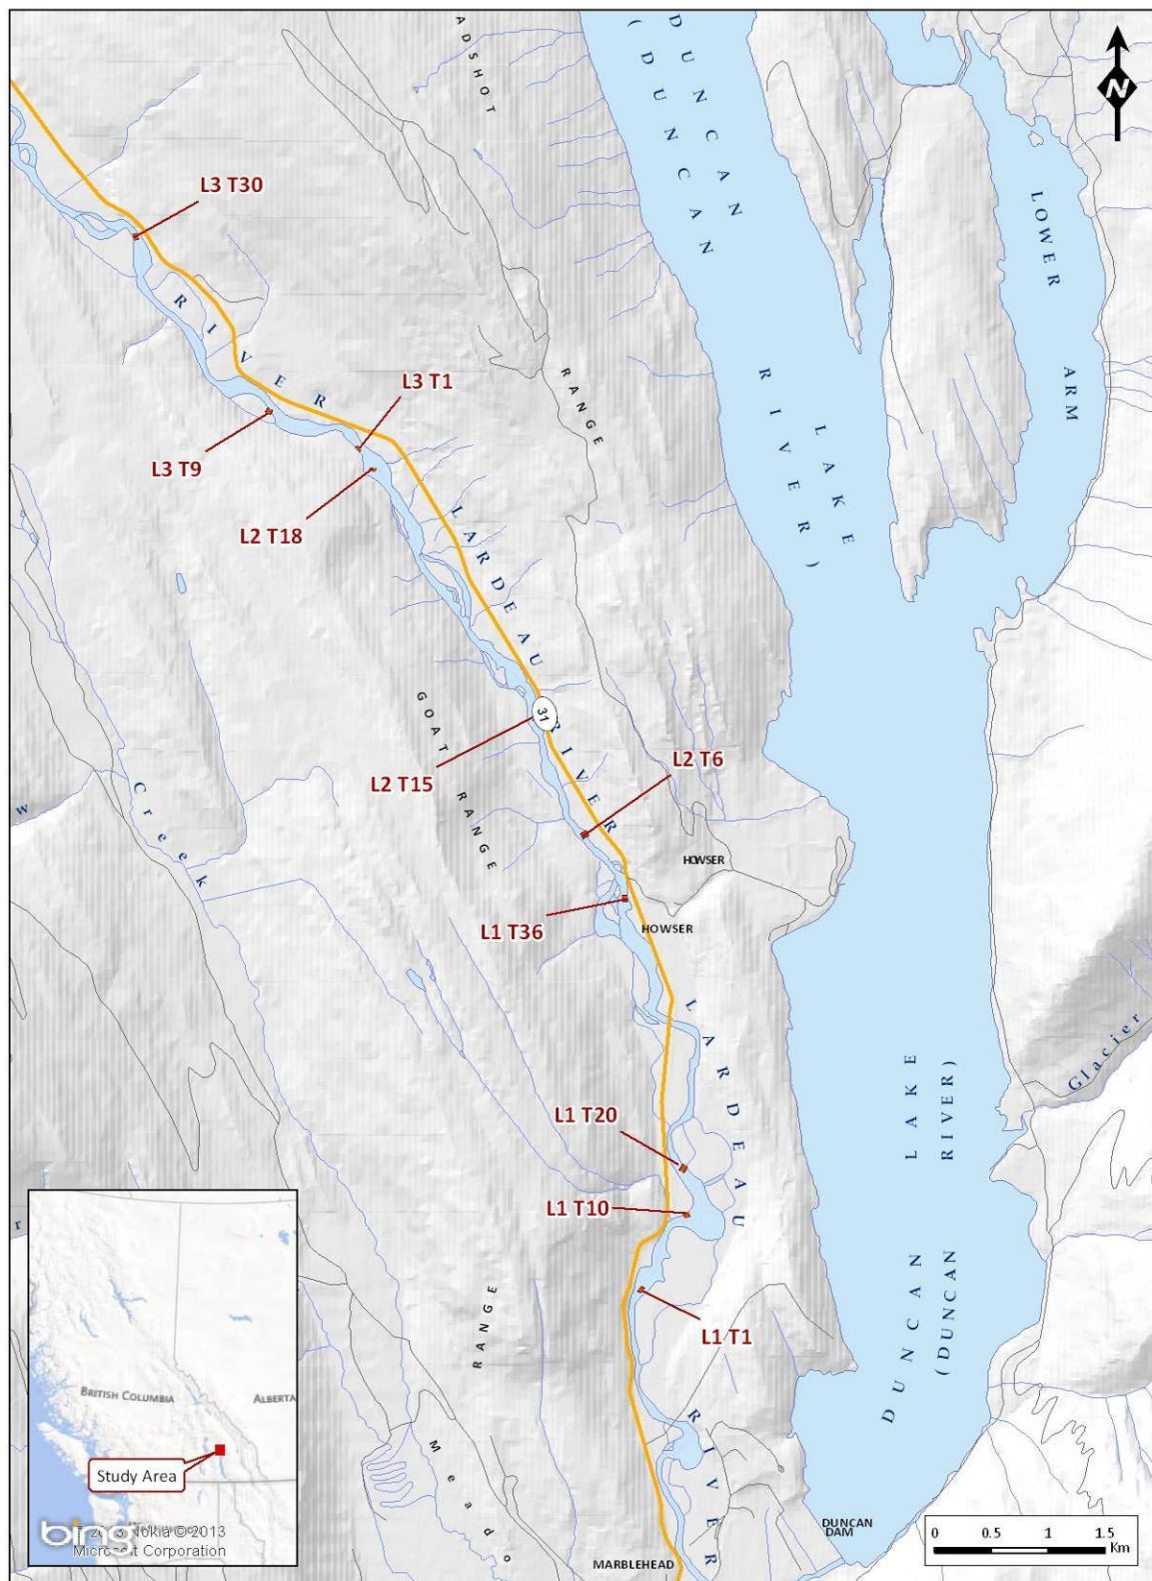 ADSHOT
RANGE
DUNCAN
(DUNCAN
LAKE
RIVER)
LOWER
ARM
N
L3 T30
RIVER
L3 T1
L3 T9
L2 T18
LARDEAU
RIVER
GOAT
RANGE
31
L2 T15
L2 T6
HOWSER
L1 T36
HOWSER
w
Creek
LARDEAU
RIVER
Glacier
DUNCAN
LAKE
(DUNCAN
RIVER)
L1 T20
L1 T10
L1 T1
r
RANGE
Meado
BRITISH COLUMBIA
ALBERTA
Study Area
bing
Nokia © 2013
Microsoft Corporation
DUNCAN
DAM
MARBLEHEAD
0 0.5 1 1.5
Km